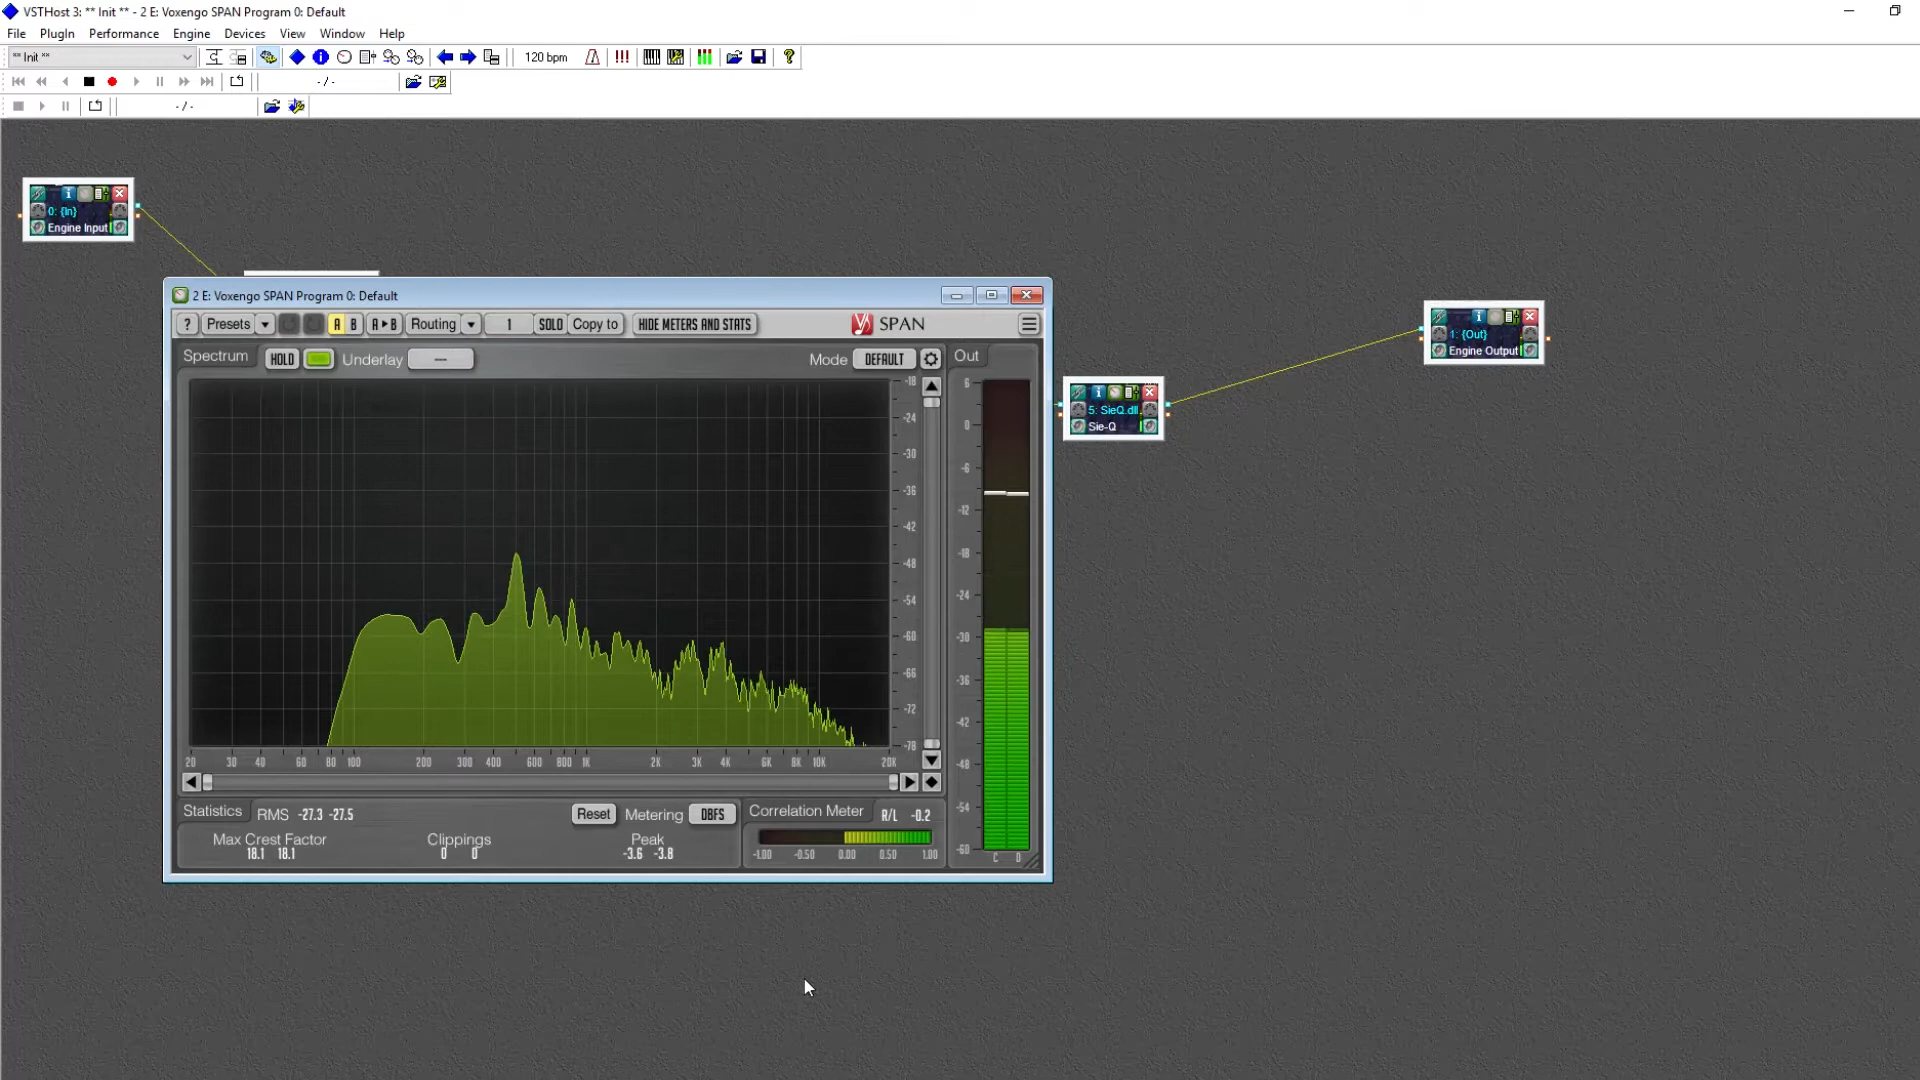 VSTHost 3: ** Init ** - 2 E: Voxengo SPAN Program 0: Default
File PlugIn Performance Engine Devices View Window Help
** Init ** 120 bpm
- / -
- / -
0: {In}
Engine Input
2 E: Voxengo SPAN Program 0: Default
? Presets A B A▸B Routing 1 SOLO Copy to HIDE METERS AND STATS SPAN
Spectrum HOLD Underlay — Mode DEFAULT Out
-18
-24
-30
-36
-42
-48
-54
-60
-66
-72
-78
20 30 40 60 80 100 200 300 400 600 800 1K 2K 3K 4K 6K 8K 10K 20K
6
0
-6
-12
-18
-24
-30
-36
-42
-48
-54
-60
Statistics RMS -27.3 -27.5 Reset Metering DBFS
Max Crest Factor Clippings Peak
18.1 18.1 0 0 -3.6 -3.8
Correlation Meter R/L -0.2
-1.00 -0.50 0.00 0.50 1.00
5: SieQ.dll
Sie-Q
1: {Out}
Engine Output